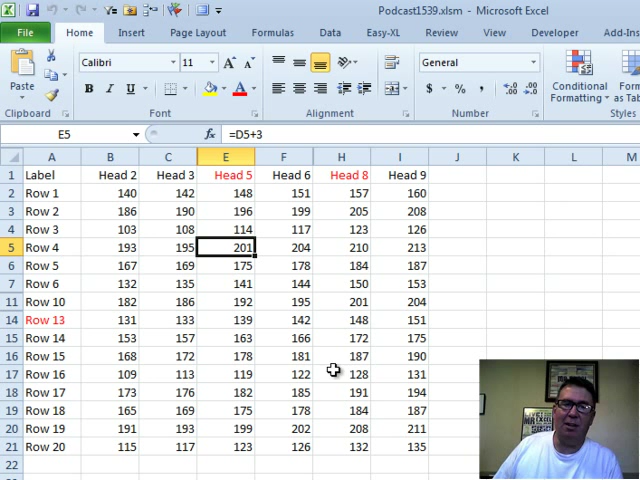 Podcast1539.xlsm - Microsoft Excel
File Home Insert Page Layout Formulas Data Easy-XL Review View Developer Add-Ins
Paste
Calibri 11 A A
B I U A
General
$ % , .00 .0
Conditional Formatting
Clipboard Font Alignment Number Styles
E5 fx =D5+3
A B C E F H I J K L M
1 Label Head 2 Head 3 Head 5 Head 6 Head 8 Head 9
2 Row 1 140 142 148 151 157 160
3 Row 2 186 190 196 199 205 208
4 Row 3 103 108 114 117 123 126
5 Row 4 193 195 201 204 210 213
6 Row 5 167 169 175 178 184 187
7 Row 6 132 135 141 144 150 153
11 Row 10 182 186 192 195 201 204
14 Row 13 131 133 139 142 148 151
15 Row 14 153 157 163 166 172 175
16 Row 15 168 172 178 181 187 190
17 Row 16 109 113 119 122 128 131
18 Row 17 173 176 182 185 191 194
19 Row 18 165 169 175 178 184 187
20 Row 19 191 193 199 202 208 211
21 Row 20 115 117 123 126 132 135
22
23